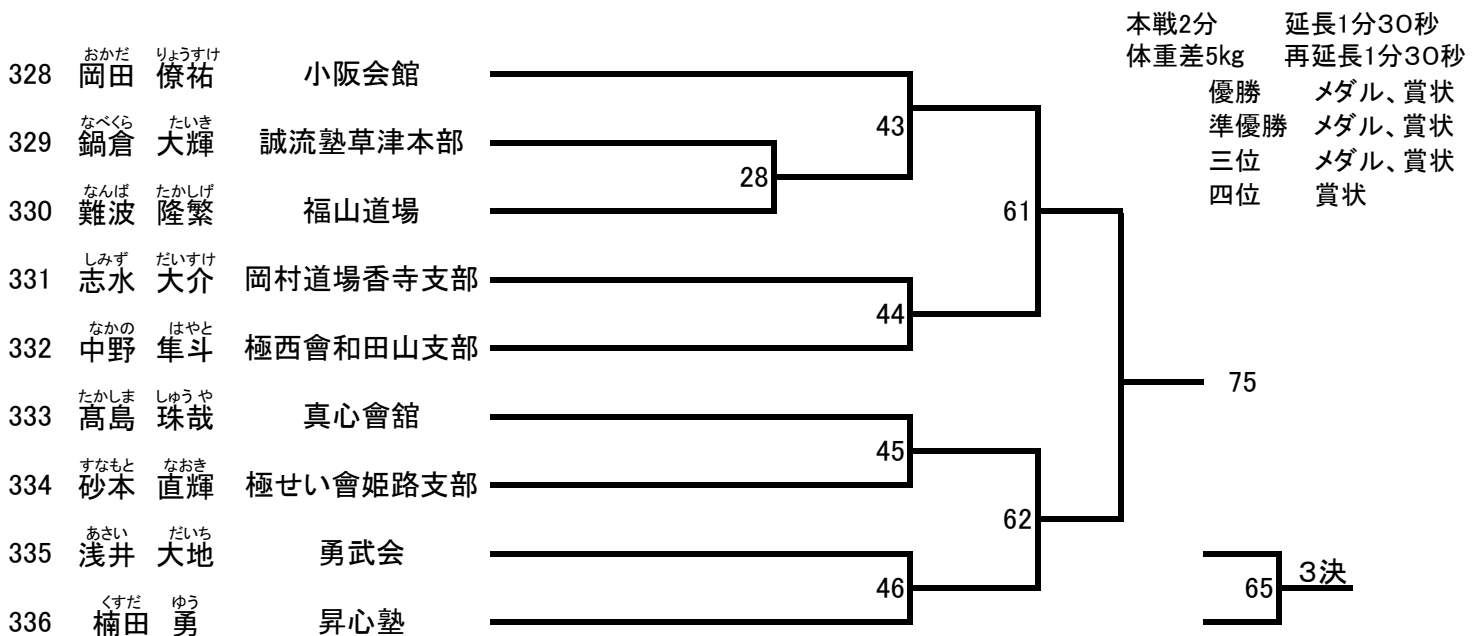 本戦2分 延長1分30秒
体重差5kg 再延長1分30秒
優勝 メダル、賞状
準優勝 メダル、賞状
三位 メダル、賞状
四位 賞状
おかだ りょうすけ
328 岡田 僚祐 小阪会館
なべくら たいき
329 鍋倉 大輝 誠流塾草津本部
なんば たかしげ
330 難波 隆繁 福山道場
しみず だいすけ
331 志水 大介 岡村道場香寺支部
なかの はやと
332 中野 隼斗 極西會和田山支部
たかしま しゅうや
333 髙島 珠哉 真心會舘
すなもと なおき
334 砂本 直輝 極せい會姫路支部
あさい だいち
335 浅井 大地 勇武会
くすだ ゆう
336 楠田 勇 昇心塾
43
28
61
44
75
45
62
46
65 3決